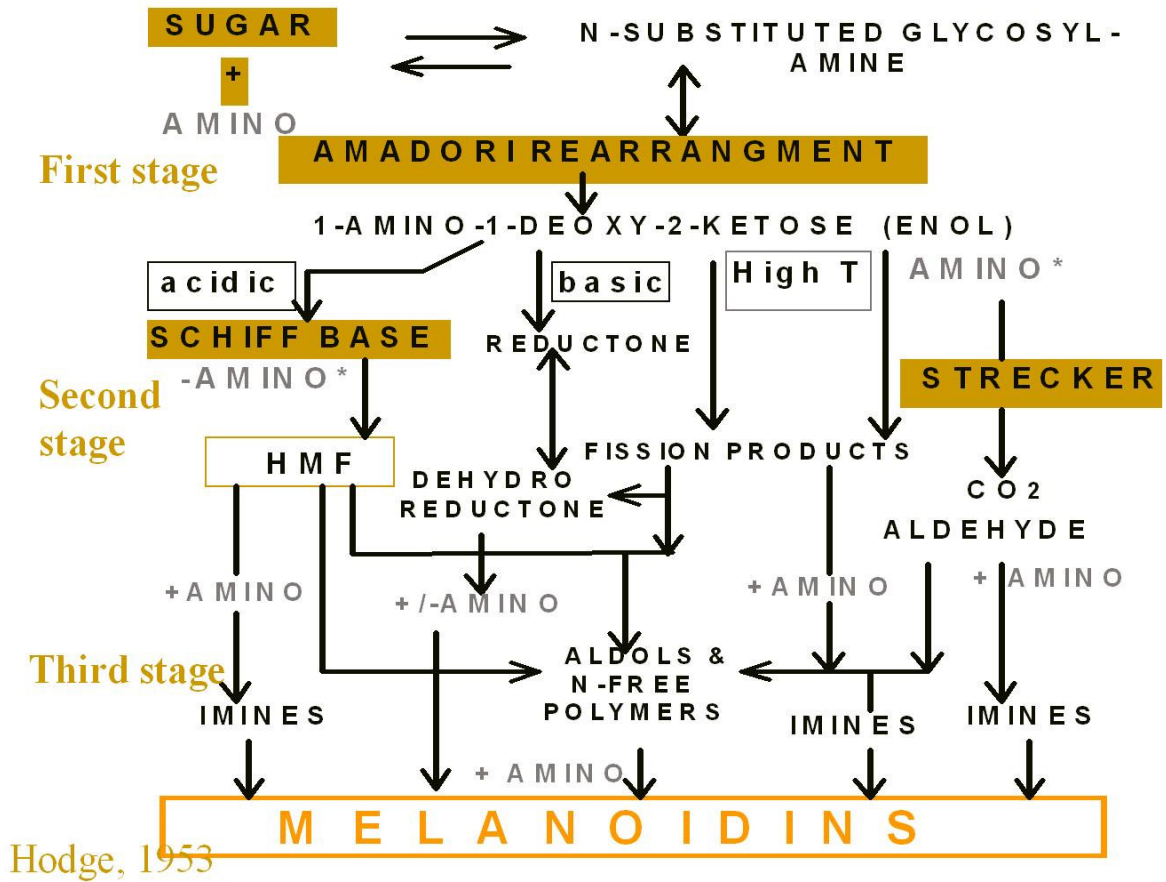 SUGAR
+
AMINO
N-SUBSTITUTED GLYCOSYL-
AMINE
First stage
AMADORIREARRANGMENT
1-AMINO-1-DEOXY-2-KETOSE (ENOL)
acidic
basic
High T
AMINO*
SCHIFF BASE
REDUCTONE
-AMINO*
STRECKER
Second
stage
HMF
DEHYDRO
REDUCTONE
FISSION PRODUCTS
CO2
ALDEHYDE
+AMINO
+/-AMINO
+AMINO
+ AMINO
Third stage
ALDOLS &
N-FREE
POLYMERS
IMINES
IMINES
IMINES
+ AMINO
MELANOIDINS
Hodge, 1953